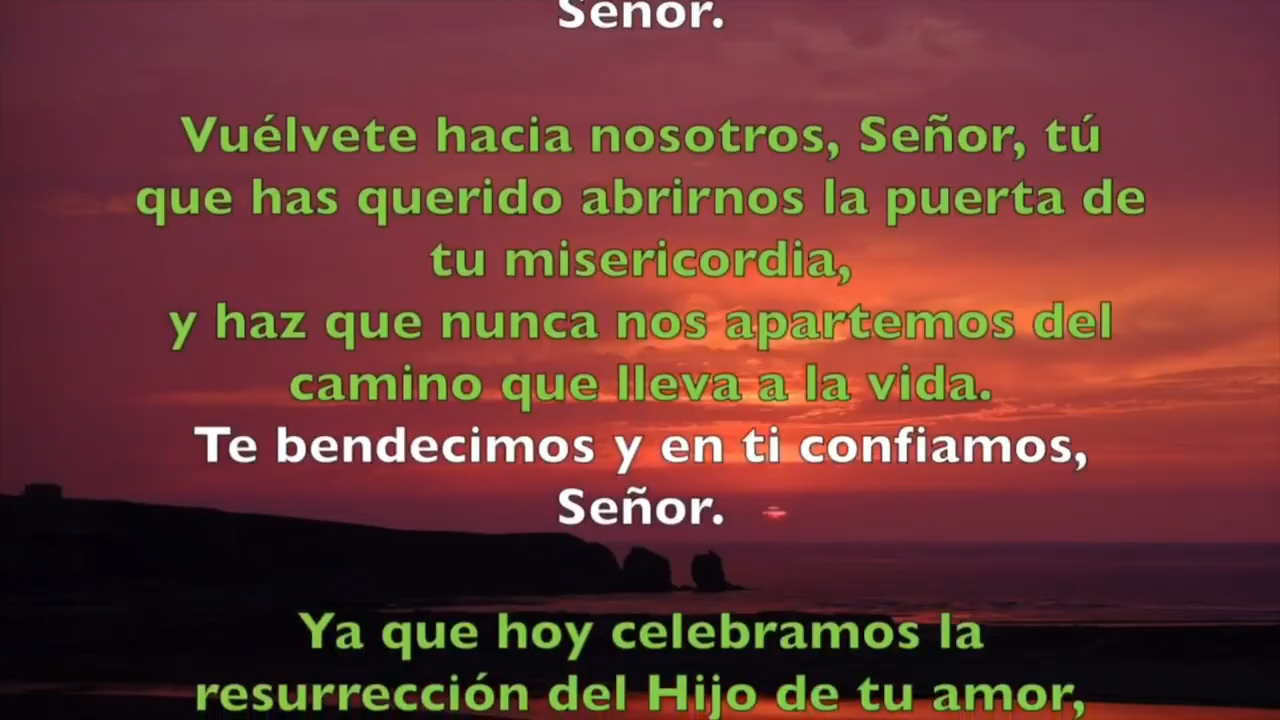 Señor.
Vuélvete hacia nosotros, Señor, tú
que has querido abrirnos la puerta de
tu misericordia,
y haz que nunca nos apartemos del
camino que lleva a la vida.
Te bendecimos y en ti confiamos,
Señor.
Ya que hoy celebramos la
resurrección del Hijo de tu amor,